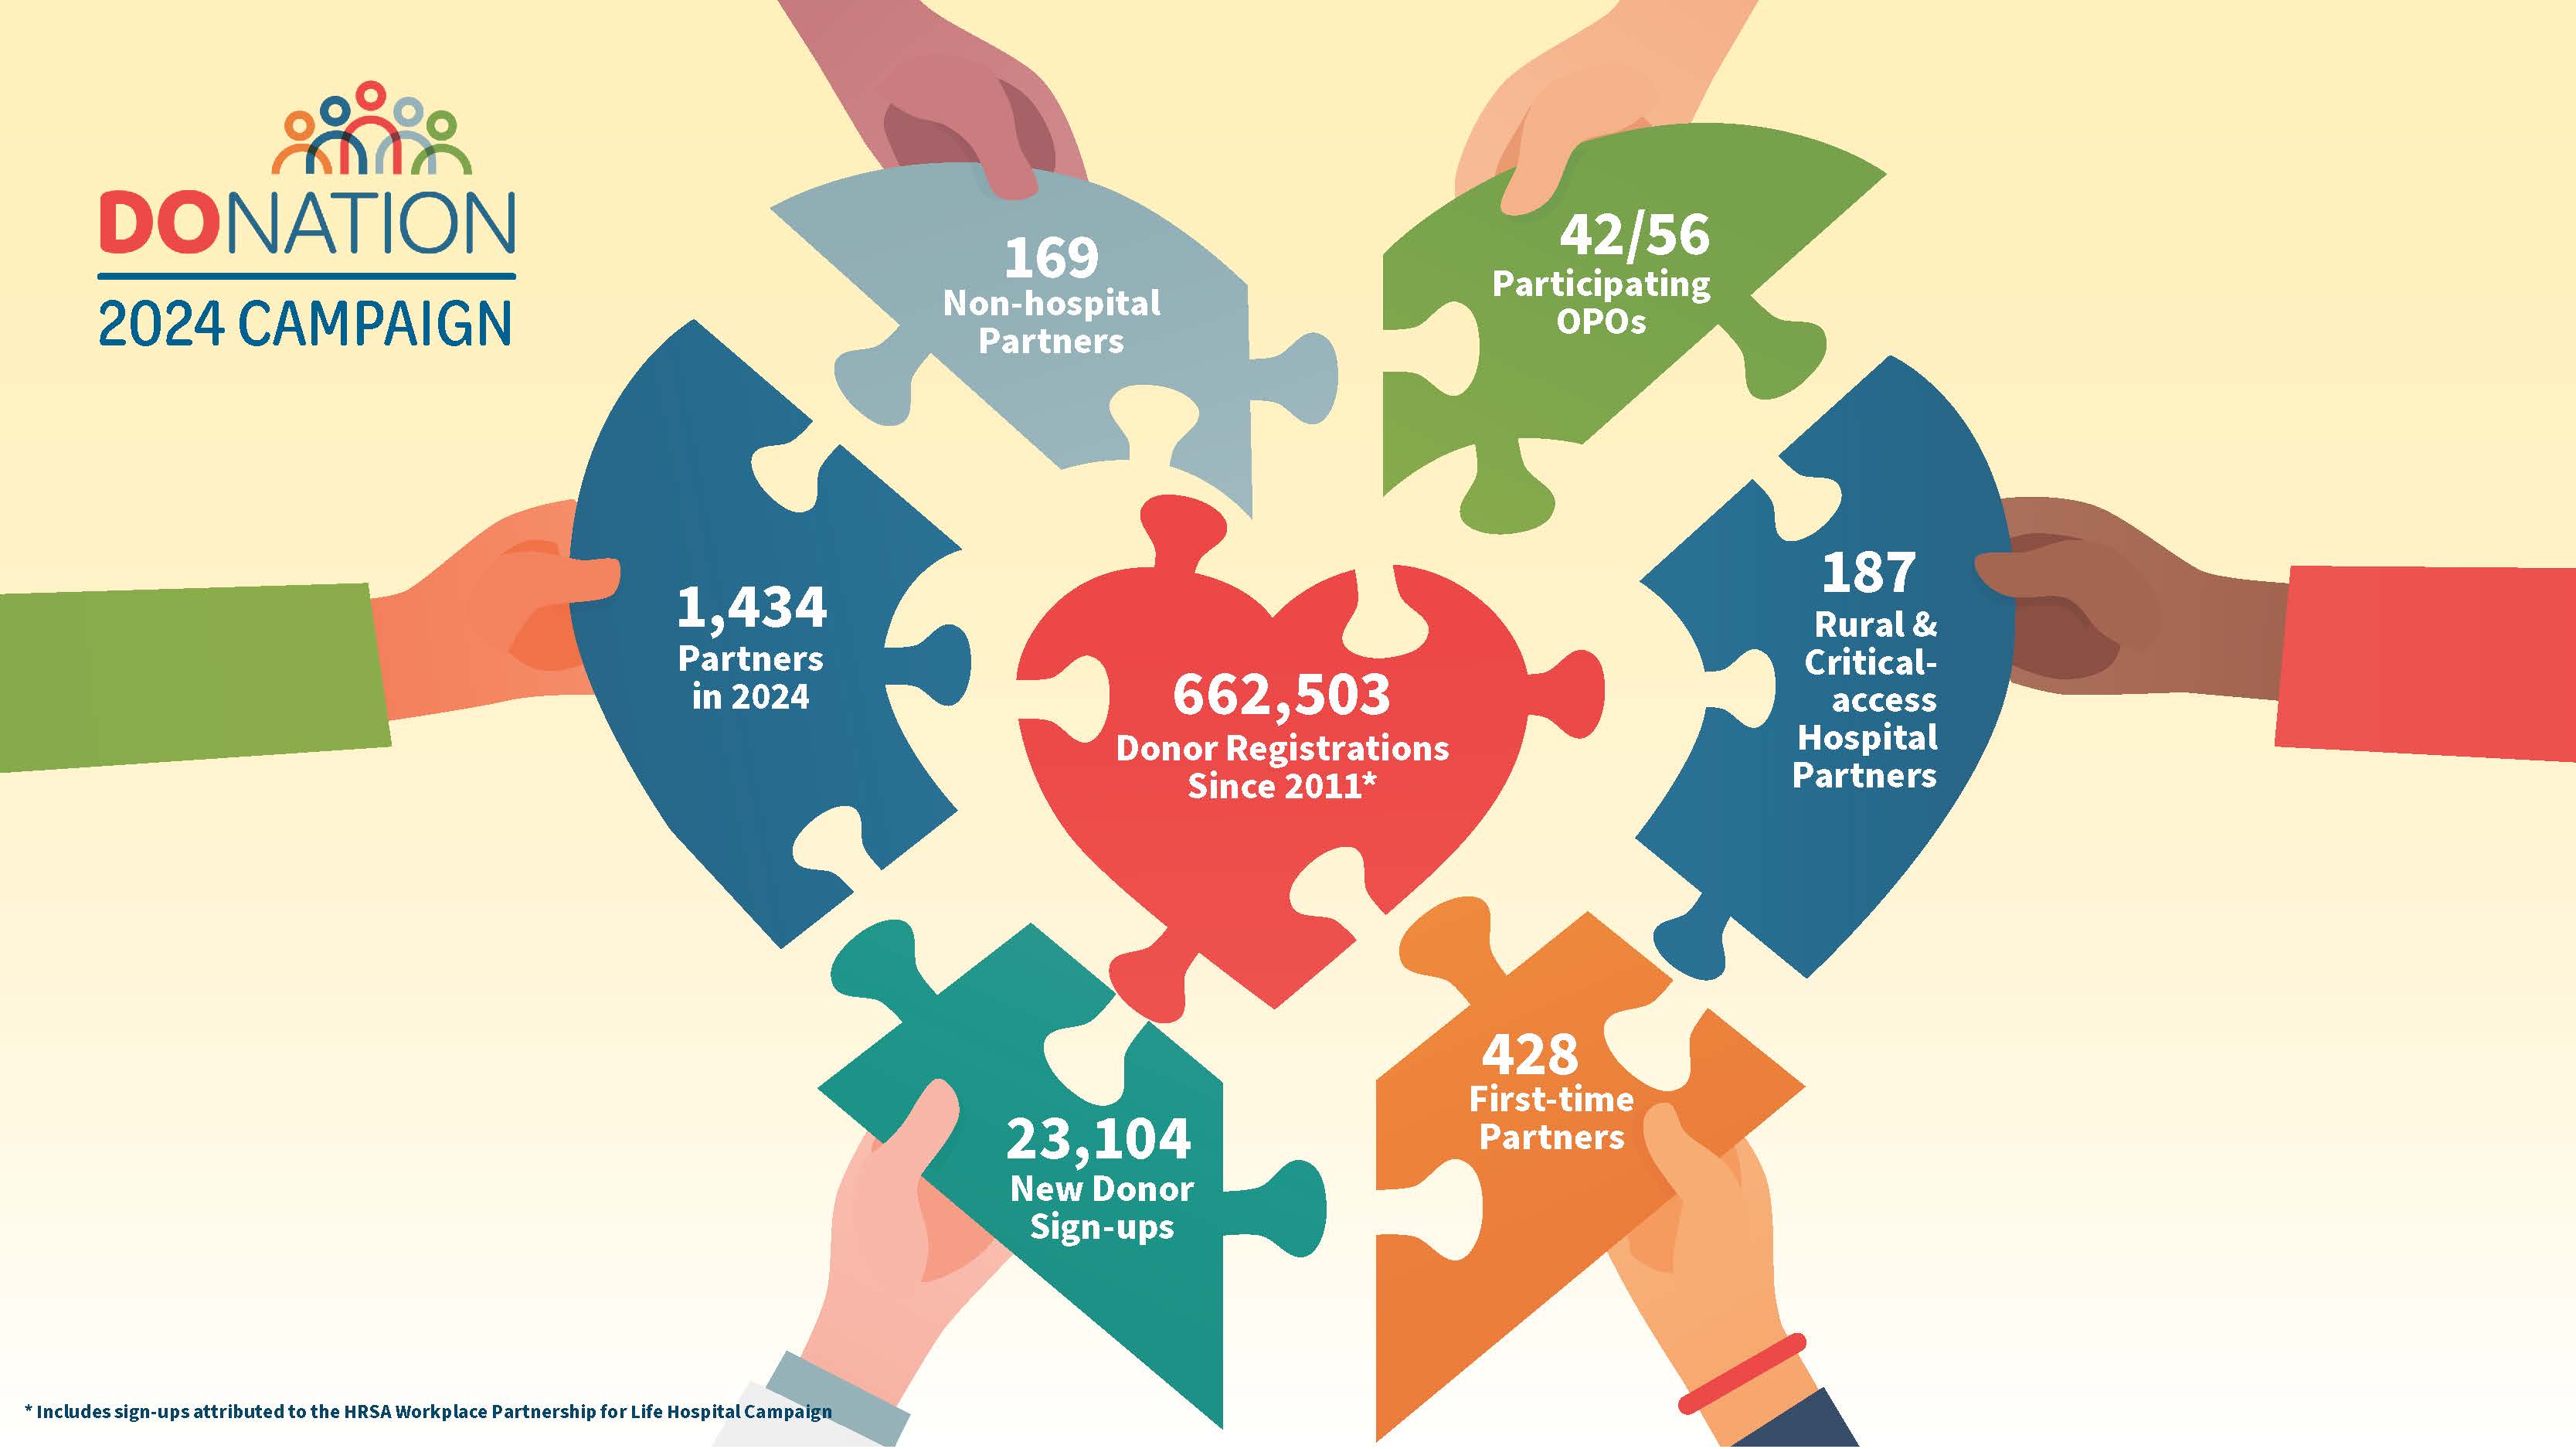 DONATION
2024 CAMPAIGN
169
Non-hospital
Partners
42/56
Participating
OPOs
1,434
Partners
in 2024
662,503
Donor Registrations
Since 2011*
187
Rural &
Critical-
access
Hospital
Partners
23,104
New Donor
Sign-ups
428
First-time
Partners
* Includes sign-ups attributed to the HRSA Workplace Partnership for Life Hospital Campaign